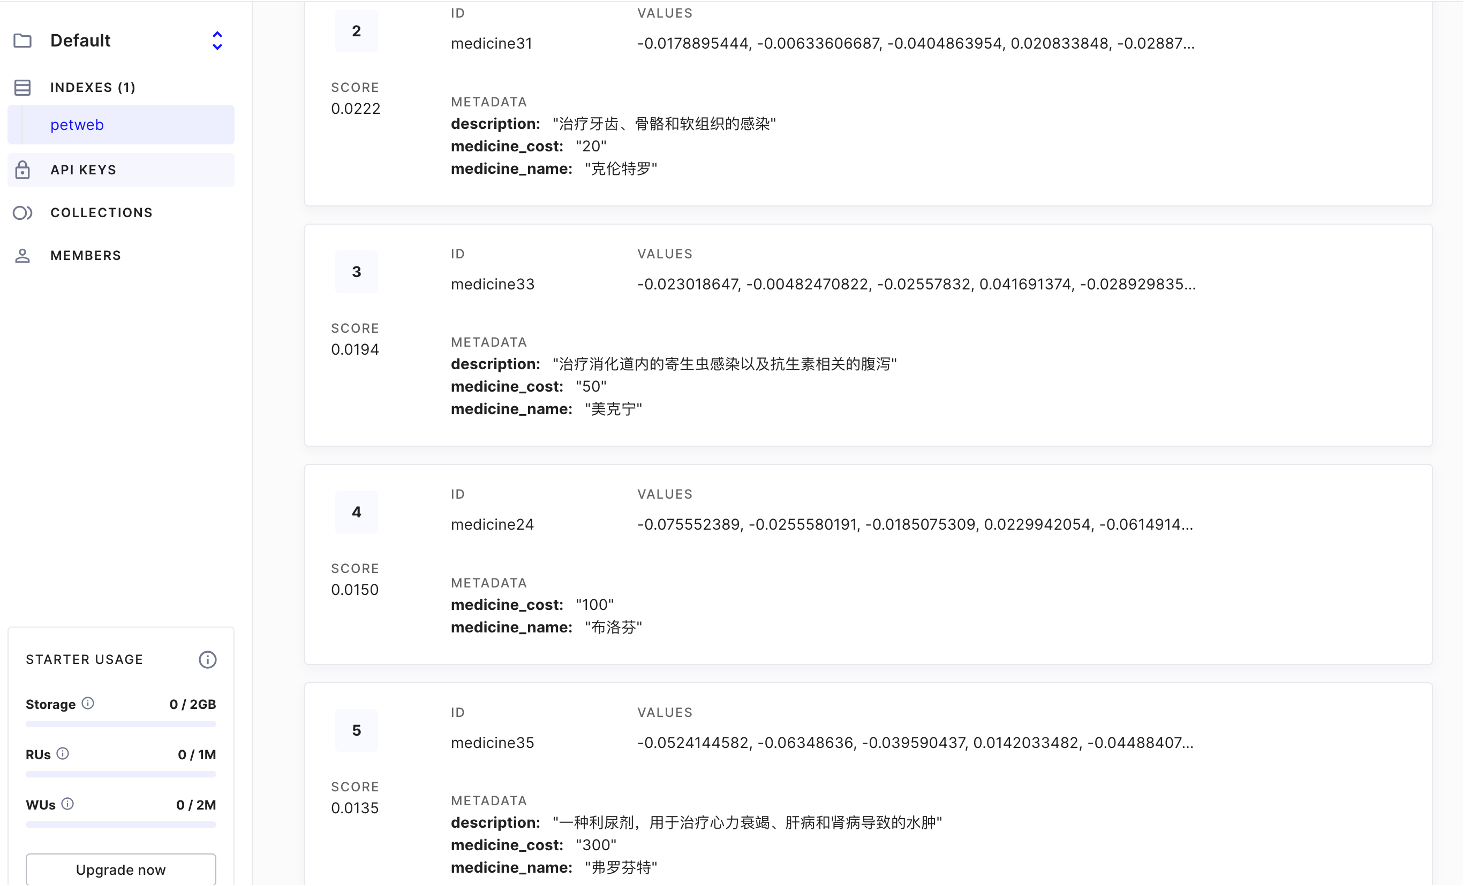 Default
INDEXES (1)
petweb
API KEYS
COLLECTIONS
MEMBERS
STARTER USAGE
Storage 0 / 2GB
RUs 0 / 1M
WUs 0 / 2M
Upgrade now
2
ID VALUES
medicine31 -0.0178895444, -0.00633606687, -0.0404863954, 0.020833848, -0.02887...
SCORE
0.0222
METADATA
description: "治疗牙齿、骨骼和软组织的感染"
medicine_cost: "20"
medicine_name: "克伦特罗"
3
ID VALUES
medicine33 -0.023018647, -0.00482470822, -0.02557832, 0.041691374, -0.028929835...
SCORE
0.0194
METADATA
description: "治疗消化道内的寄生虫感染以及抗生素相关的腹泻"
medicine_cost: "50"
medicine_name: "美克宁"
4
ID VALUES
medicine24 -0.075552389, -0.0255580191, -0.0185075309, 0.0229942054, -0.0614914...
SCORE
0.0150
METADATA
medicine_cost: "100"
medicine_name: "布洛芬"
5
ID VALUES
medicine35 -0.0524144582, -0.06348636, -0.039590437, 0.0142033482, -0.04488407...
SCORE
0.0135
METADATA
description: "一种利尿剂，用于治疗心力衰竭、肝病和肾病导致的水肿"
medicine_cost: "300"
medicine_name: "弗罗芬特"